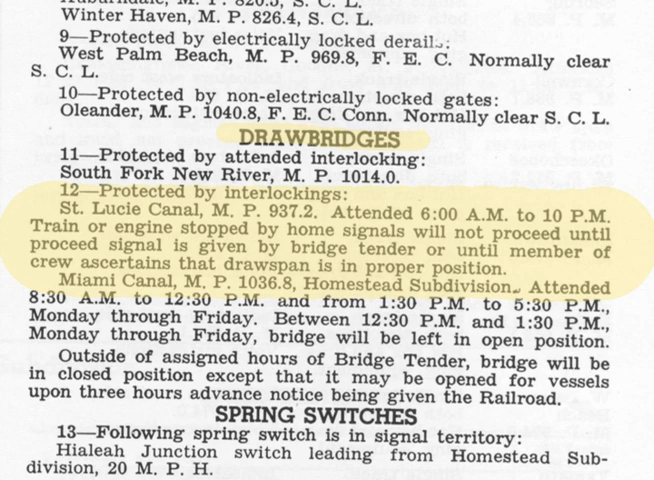 Winter Haven, M. P. 826.4, S. C. L.
9—Protected by electrically locked derails:
West Palm Beach, M. P. 969.8, F. E. C. Normally clear
S. C. L.
10—Protected by non-electrically locked gates:
Oleander, M. P. 1040.8, F. E. C. Conn. Normally clear S. C. L.
DRAWBRIDGES
11—Protected by attended interlocking:
South Fork New River, M. P. 1014.0.
12—Protected by interlockings:
St. Lucie Canal, M. P. 937.2. Attended 6:00 A.M. to 10 P.M.
Train or engine stopped by home signals will not proceed until
proceed signal is given by bridge tender or until member of
crew ascertains that drawspan is in proper position.
Miami Canal, M. P. 1036.8, Homestead Subdivision. Attended
8:30 A.M. to 12:30 P.M. and from 1:30 P.M. to 5:30 P.M.,
Monday through Friday. Between 12:30 P.M. and 1:30 P.M.,
Monday through Friday, bridge will be left in open position.
Outside of assigned hours of Bridge Tender, bridge will be
in closed position except that it may be opened for vessels
upon three hours advance notice being given the Railroad.
SPRING SWITCHES
13—Following spring switch is in signal territory:
Hialeah Junction switch leading from Homestead Sub-
division, 20 M. P. H.